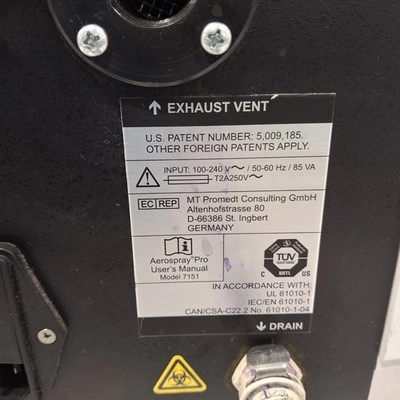 ↑ EXHAUST VENT
U.S. PATENT NUMBER: 5,009,185.
OTHER FOREIGN PATENTS APPLY.
INPUT: 100-240 V~ / 50-60 Hz / 85 VA
T2A250V~
EC REP
MT Promedt Consulting GmbH
Altenhofstrasse 80
D-66386 St. Ingbert
GERMANY
Aerospray® Pro
User's Manual
Model 7151
TÜV
C NRTL US
IN ACCORDANCE WITH:
UL 61010-1
IEC/EN 61010-1
CAN/CSA-C22.2 No. 61010-1-04
↓ DRAIN